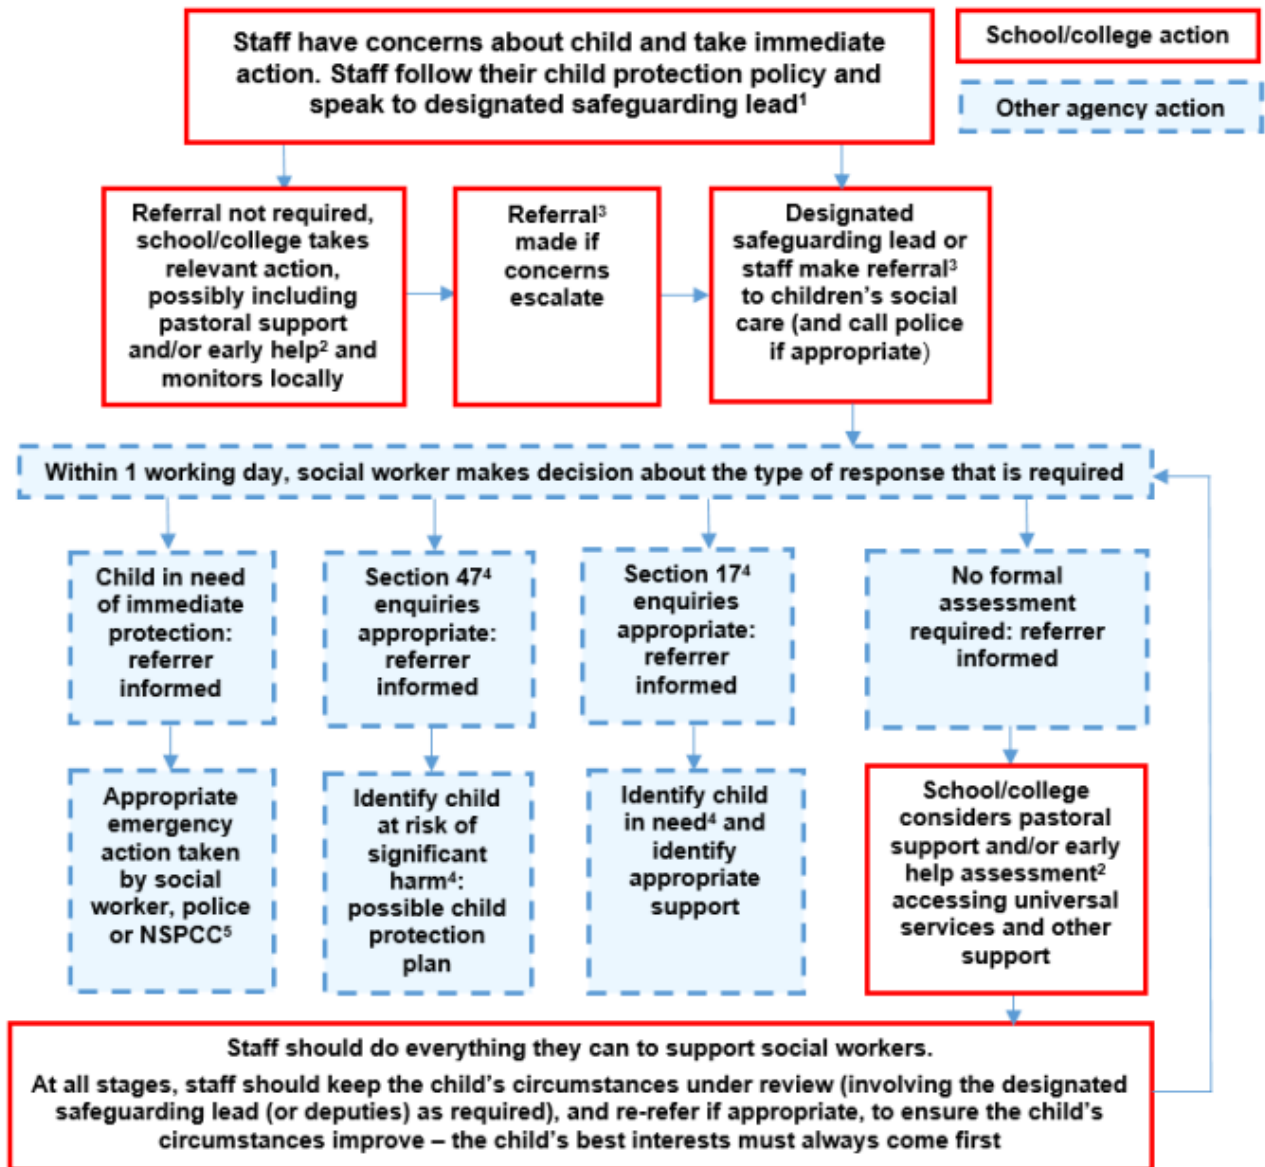 Staff have concerns about child and take immediate
action. Staff follow their child protection policy and
speak to designated safeguarding lead¹
School/college action
Other agency action
Referral not required,
school/college takes
relevant action,
possibly including
pastoral support
and/or early help² and
monitors locally
Referral³
made if
concerns
escalate
Designated
safeguarding lead or
staff make referral³
to children’s social
care (and call police
if appropriate)
Within 1 working day, social worker makes decision about the type of response that is required
Child in need
of immediate
protection:
referrer
informed
Section 47⁴
enquiries
appropriate:
referrer
informed
Section 17⁴
enquiries
appropriate:
referrer
informed
No formal
assessment
required: referrer
informed
Appropriate
emergency
action taken
by social
worker, police
or NSPCC⁵
Identify child
at risk of
significant
harm⁴:
possible child
protection
plan
Identify child
in need⁴ and
identify
appropriate
support
School/college
considers pastoral
support and/or early
help assessment²
accessing universal
services and other
support
Staff should do everything they can to support social workers.
At all stages, staff should keep the child’s circumstances under review (involving the designated
safeguarding lead (or deputies) as required), and re-refer if appropriate, to ensure the child’s
circumstances improve – the child’s best interests must always come first